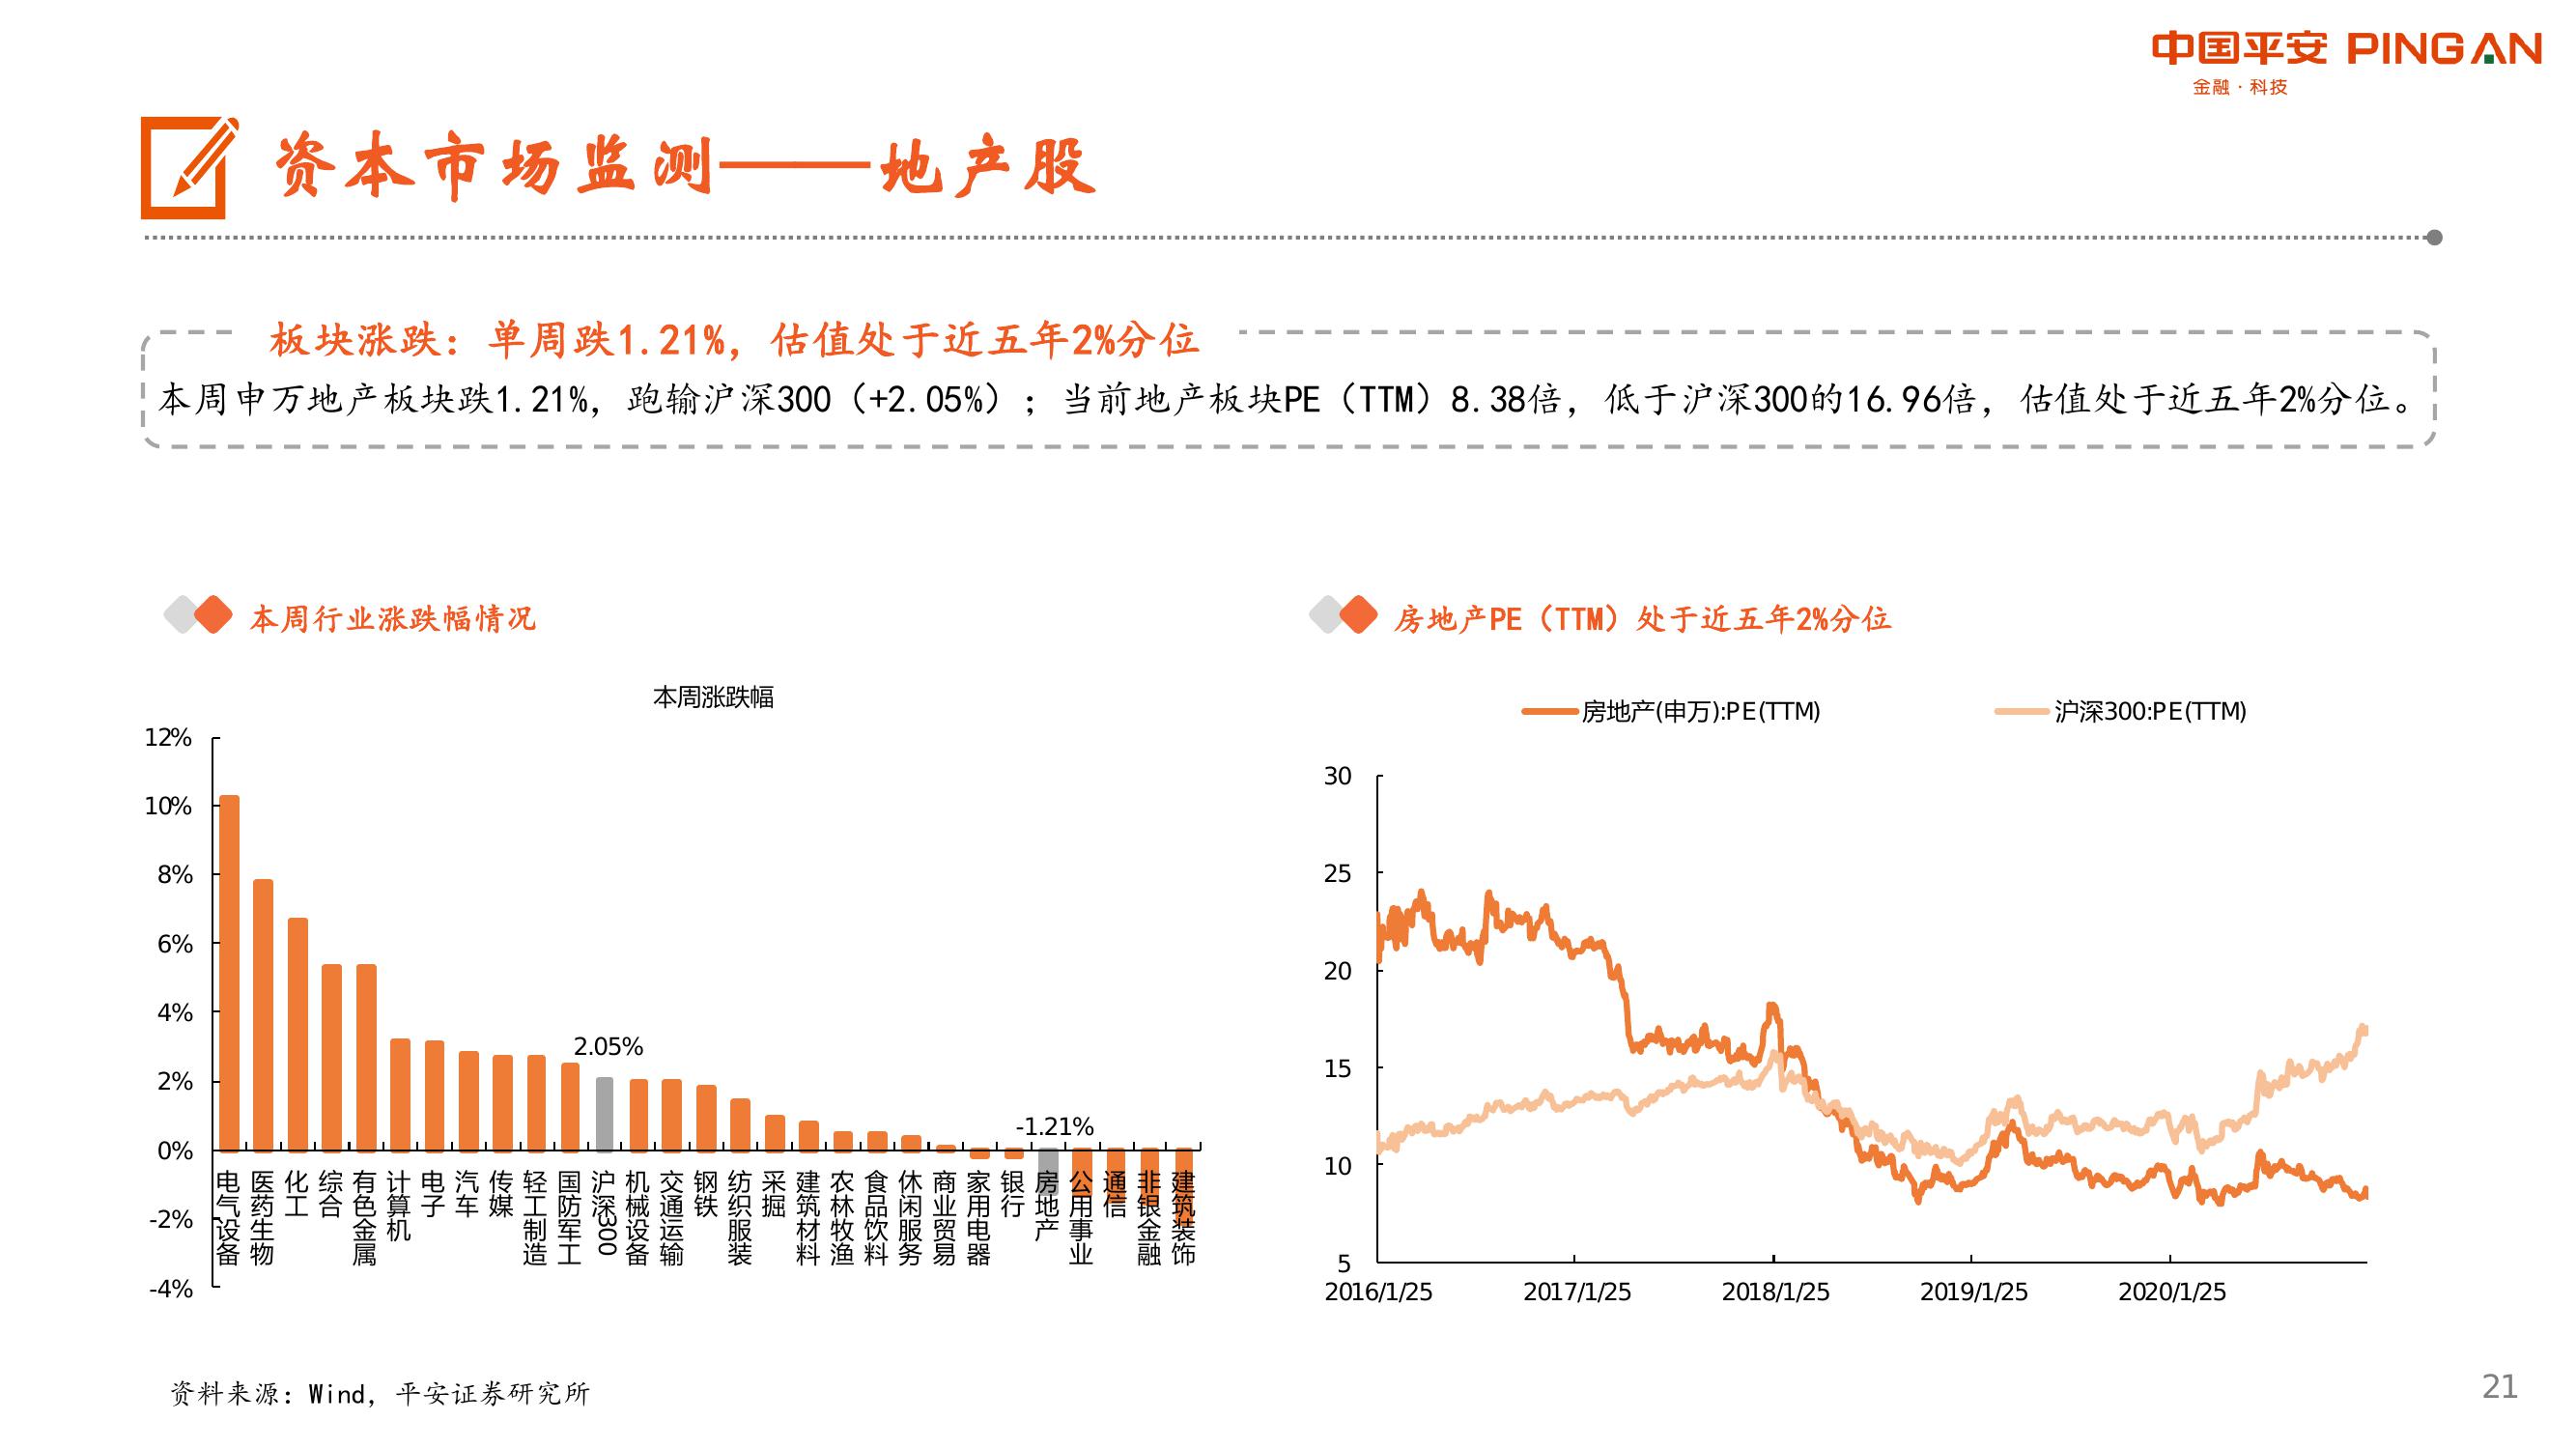 中国平安 PINGAN
金融·科技
资本市场监测——地产股
板块涨跌：单周跌1.21%，估值处于近五年2%分位
本周申万地产板块跌1.21%，跑输沪深300（+2.05%）；当前地产板块PE（TTM）8.38倍，低于沪深300的16.96倍，估值处于近五年2%分位。
本周行业涨跌幅情况
本周涨跌幅
12%
10%
8%
6%
4%
2%
0%
-2%
-4%
2.05%
-1.21%
电气设备
医药生物
化工
综合
有色金属
计算机
电子
汽车
传媒
轻工制造
国防军工
沪深300
机械设备
交通运输
钢铁
纺织服装
采掘
建筑材料
农林牧渔
食品饮料
休闲服务
商业贸易
家用电器
银行
房地产
公用事业
通信
非银金融
建筑装饰
房地产PE（TTM）处于近五年2%分位
房地产(申万):PE(TTM)
沪深300:PE(TTM)
30
25
20
15
10
5
2016/1/25
2017/1/25
2018/1/25
2019/1/25
2020/1/25
资料来源：Wind，平安证券研究所
21